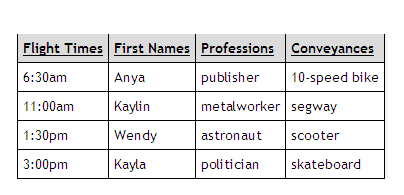 Flight Times First Names Professions Conveyances
6:30am Anya publisher 10-speed bike
11:00am Kaylin metalworker segway
1:30pm Wendy astronaut scooter
3:00pm Kayla politician skateboard